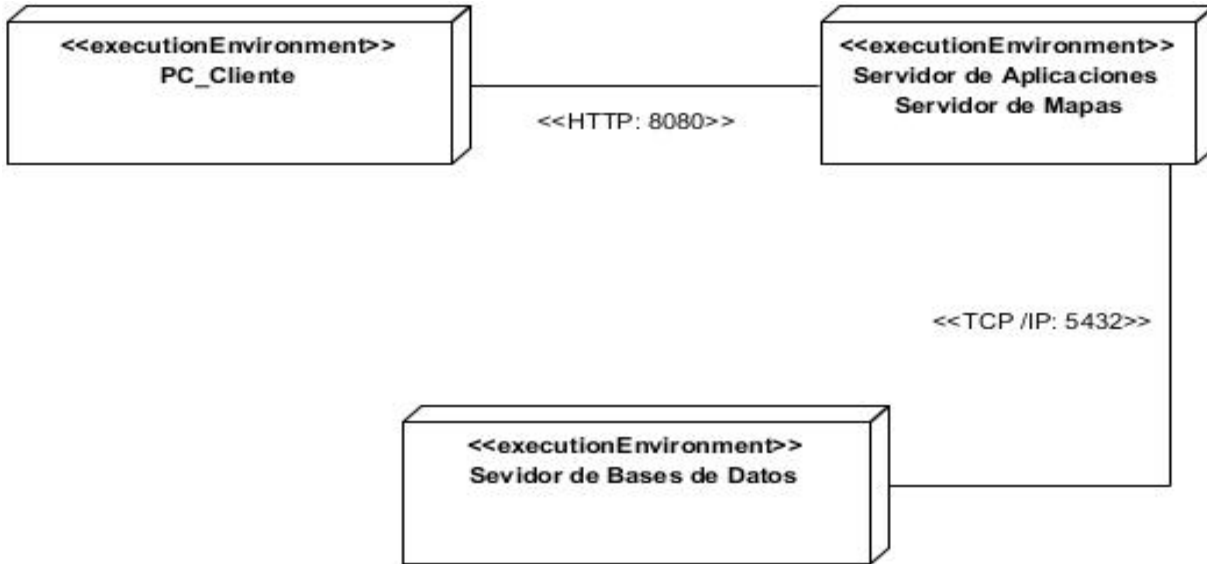 <<executionEnvironment>>
PC_Cliente
<<HTTP: 8080>>
<<executionEnvironment>>
Servidor de Aplicaciones
Servidor de Mapas
<<TCP /IP: 5432>>
<<executionEnvironment>>
Sevidor de Bases de Datos